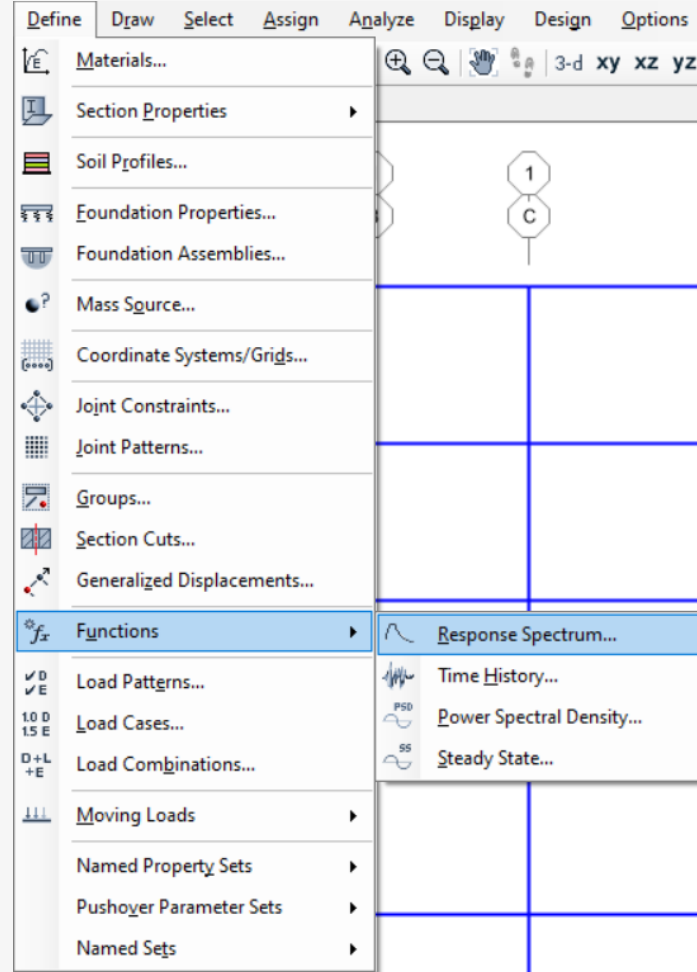 Define Draw Select Assign Analyze Display Design Options
Materials...
3-d xy xz yz
Section Properties
Soil Profiles...
1
Foundation Properties...
C
Foundation Assemblies...
Mass Source...
Coordinate Systems/Grids...
Joint Constraints...
Joint Patterns...
Groups...
Section Cuts...
Generalized Displacements...
Functions
Response Spectrum...
Load Patterns...
Time History...
Load Cases...
Power Spectral Density...
Load Combinations...
Steady State...
Moving Loads
Named Property Sets
Pushover Parameter Sets
Named Sets